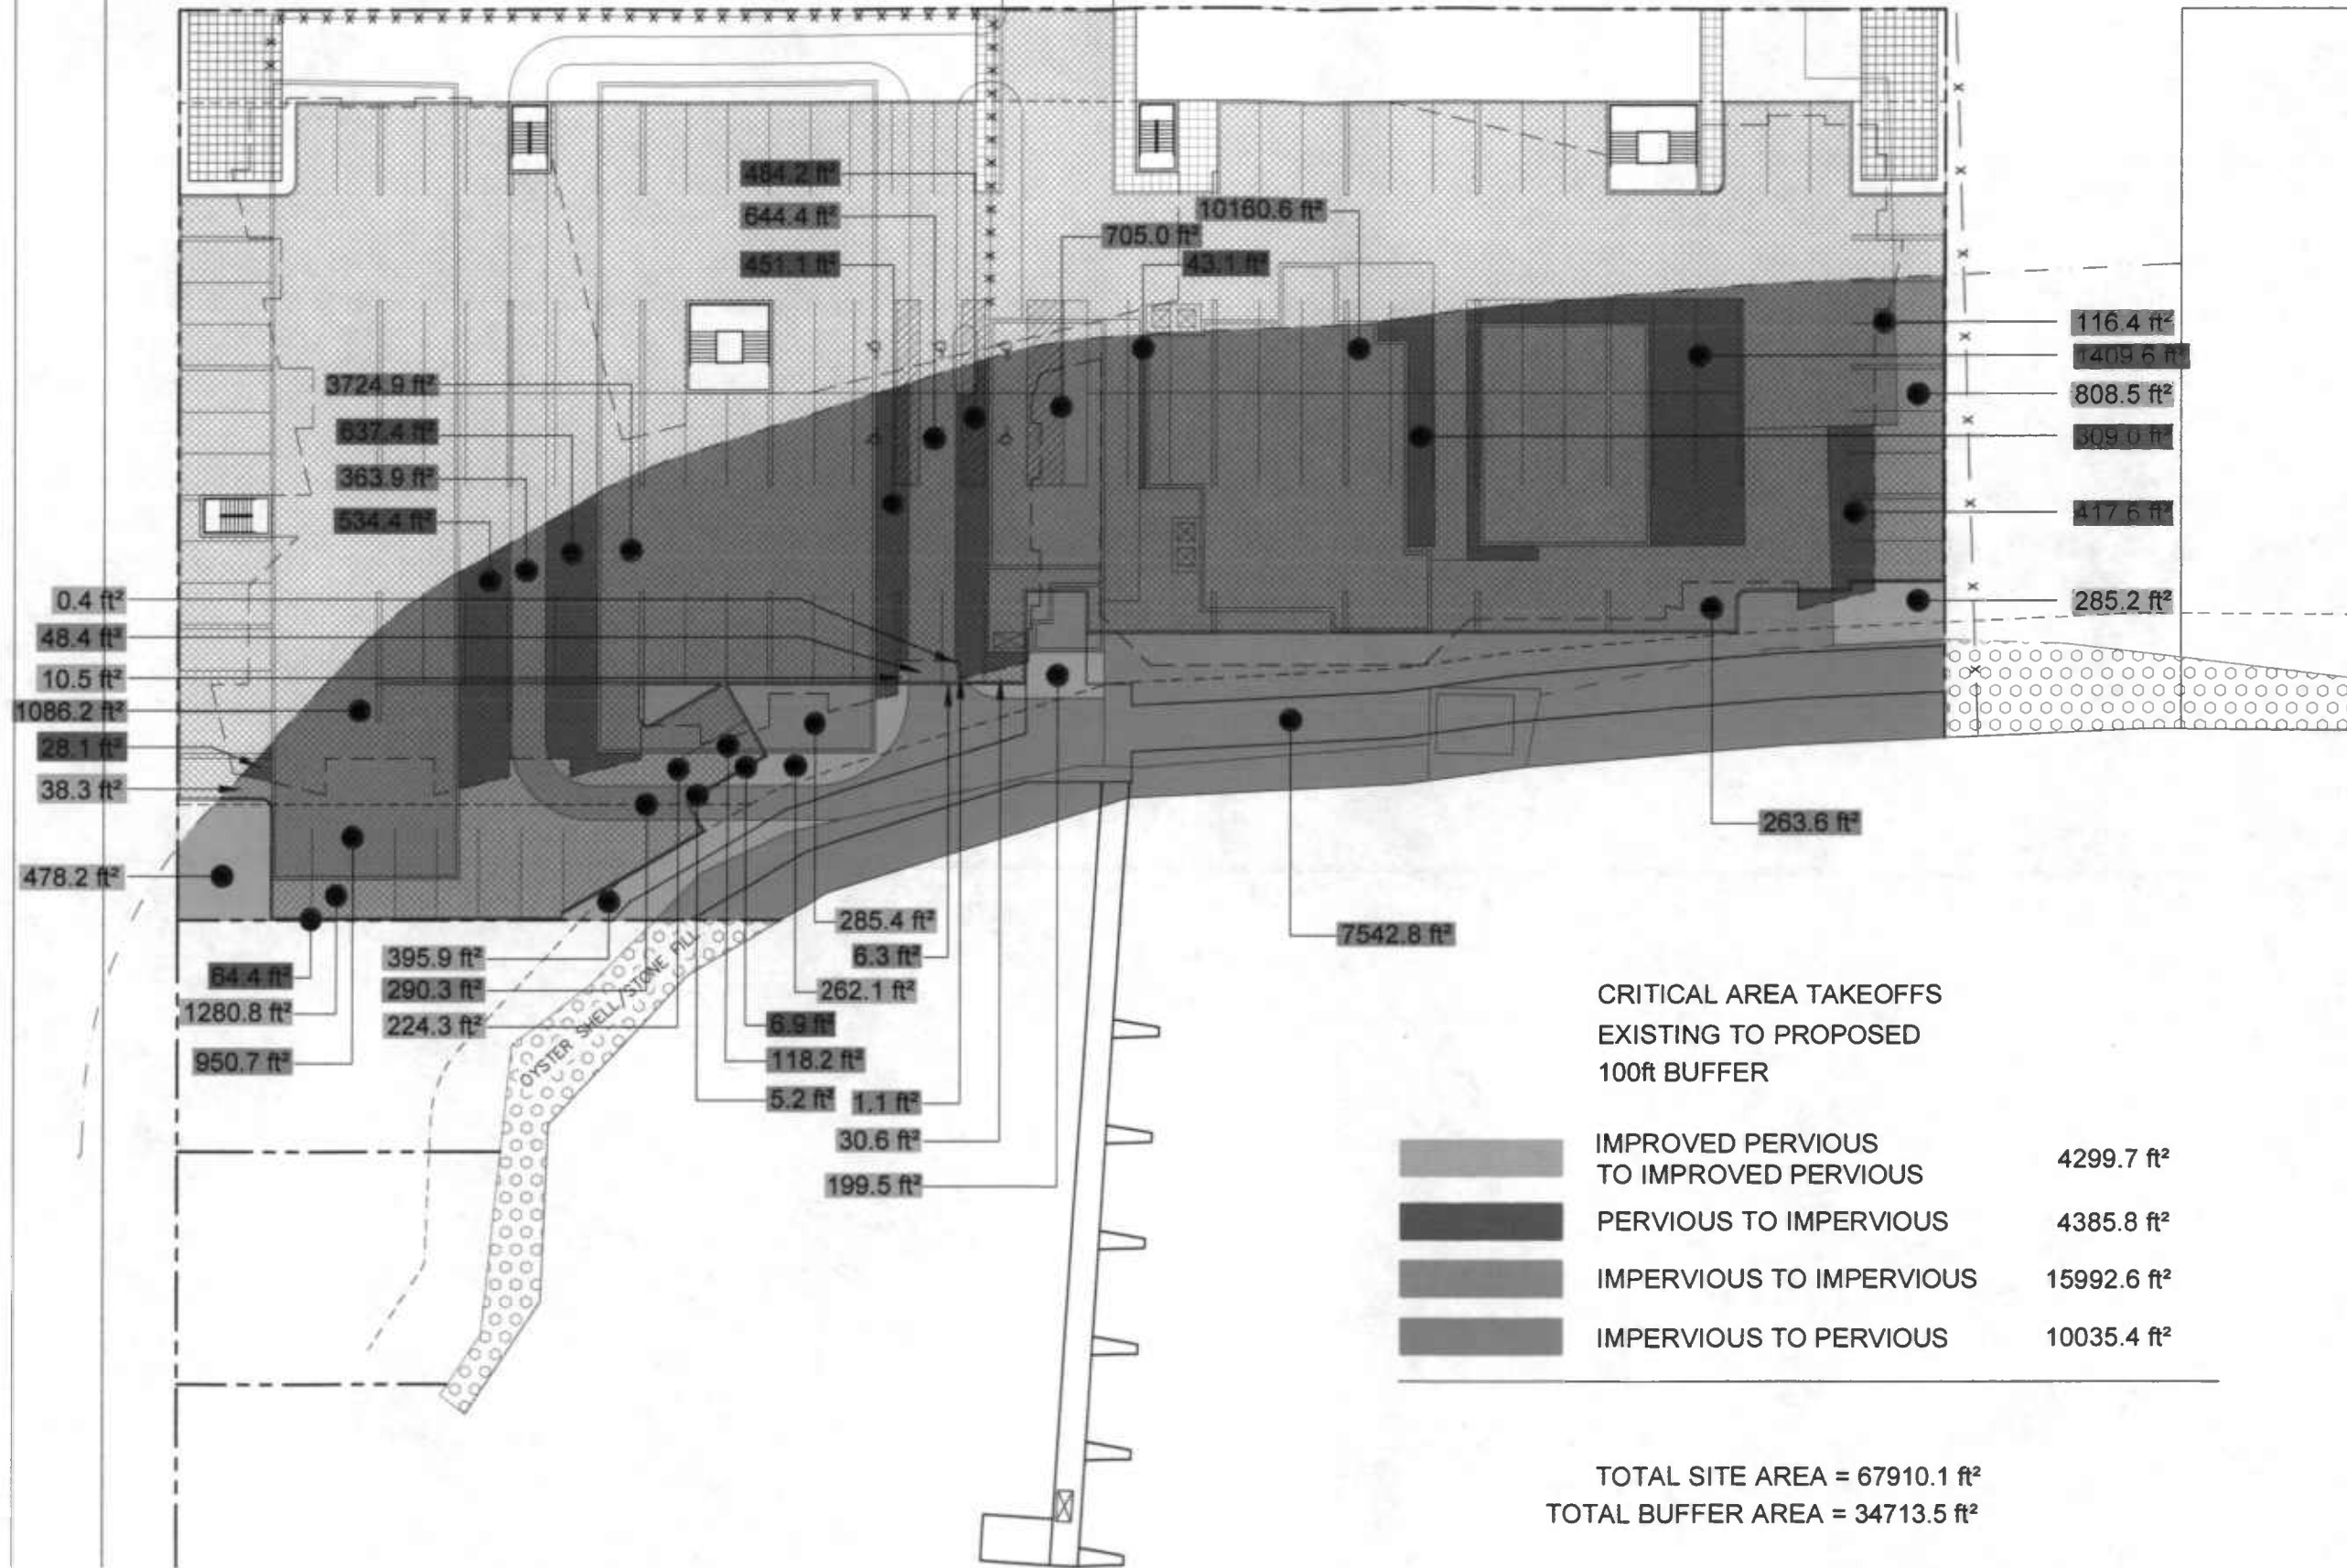 484.2 ft²
644.4 ft²
451.1 ft²
10160.6 ft²
705.0 ft²
43.1 ft²
116.4 ft²
1409.6 ft²
808.5 ft²
309.0 ft²
417.6 ft²
285.2 ft²
3724.9 ft²
637.4 ft²
363.9 ft²
534.4 ft²
0.4 ft²
48.4 ft²
10.5 ft²
1086.2 ft²
28.1 ft²
38.3 ft²
478.2 ft²
64.4 ft²
1280.8 ft²
950.7 ft²
395.9 ft²
290.3 ft²
224.3 ft²
OYSTER SHELL/STONE FILL
285.4 ft²
6.3 ft²
262.1 ft²
6.9 ft²
118.2 ft²
5.2 ft²
1.1 ft²
30.6 ft²
199.5 ft²
263.6 ft²
7542.8 ft²
CRITICAL AREA TAKEOFFS
EXISTING TO PROPOSED
100ft BUFFER
IMPROVED PERVIOUS
TO IMPROVED PERVIOUS 4299.7 ft²
PERVIOUS TO IMPERVIOUS 4385.8 ft²
IMPERVIOUS TO IMPERVIOUS 15992.6 ft²
IMPERVIOUS TO PERVIOUS 10035.4 ft²
TOTAL SITE AREA = 67910.1 ft²
TOTAL BUFFER AREA = 34713.5 ft²